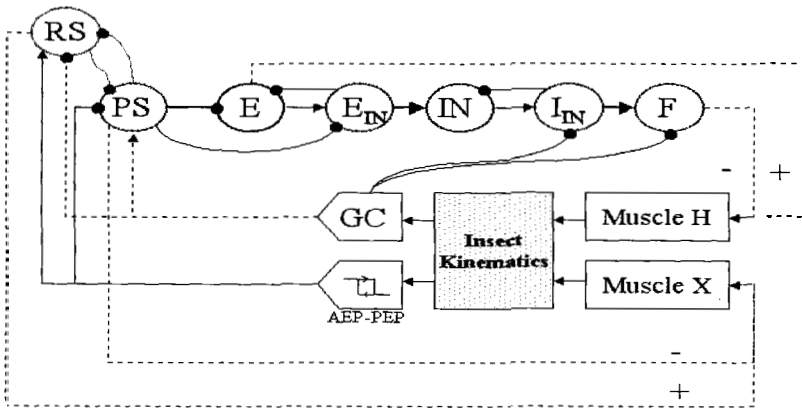 RS
PS
E
E_IN
IN
I_IN
F
-
+
GC
Insect
Kinematics
Muscle H
Muscle X
AEP-PEP
-
+